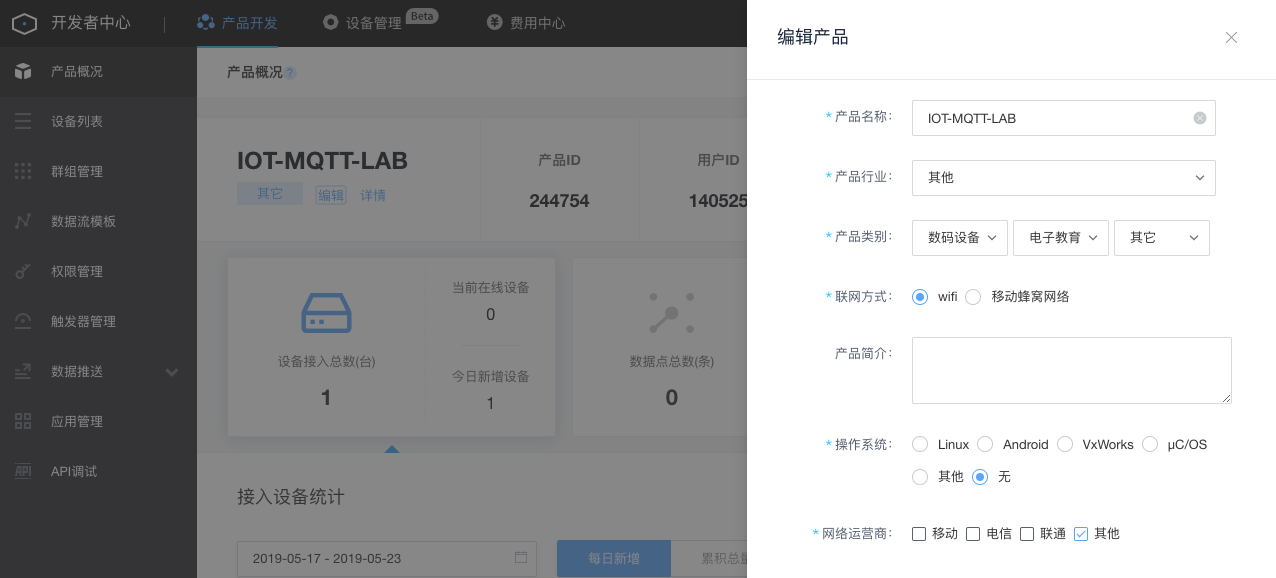 开发者中心
产品开发
设备管理
Beta
费用中心
产品概况
设备列表
群组管理
数据流模板
权限管理
触发器管理
数据推送
应用管理
API调试
产品概况
IOT-MQTT-LAB
其它 编辑 详情
产品ID
244754
用户ID
140525
设备接入总数(台)
1
当前在线设备
0
今日新增设备
1
数据点总数(条)
0
接入设备统计
2019-05-17 - 2019-05-23
每日新增
累积总量
编辑产品
* 产品名称: IOT-MQTT-LAB
* 产品行业: 其他
* 产品类别: 数码设备 电子教育 其它
* 联网方式: wifi 移动蜂窝网络
产品简介:
* 操作系统: Linux Android VxWorks μC/OS
其他 无
* 网络运营商: 移动 电信 联通 其他